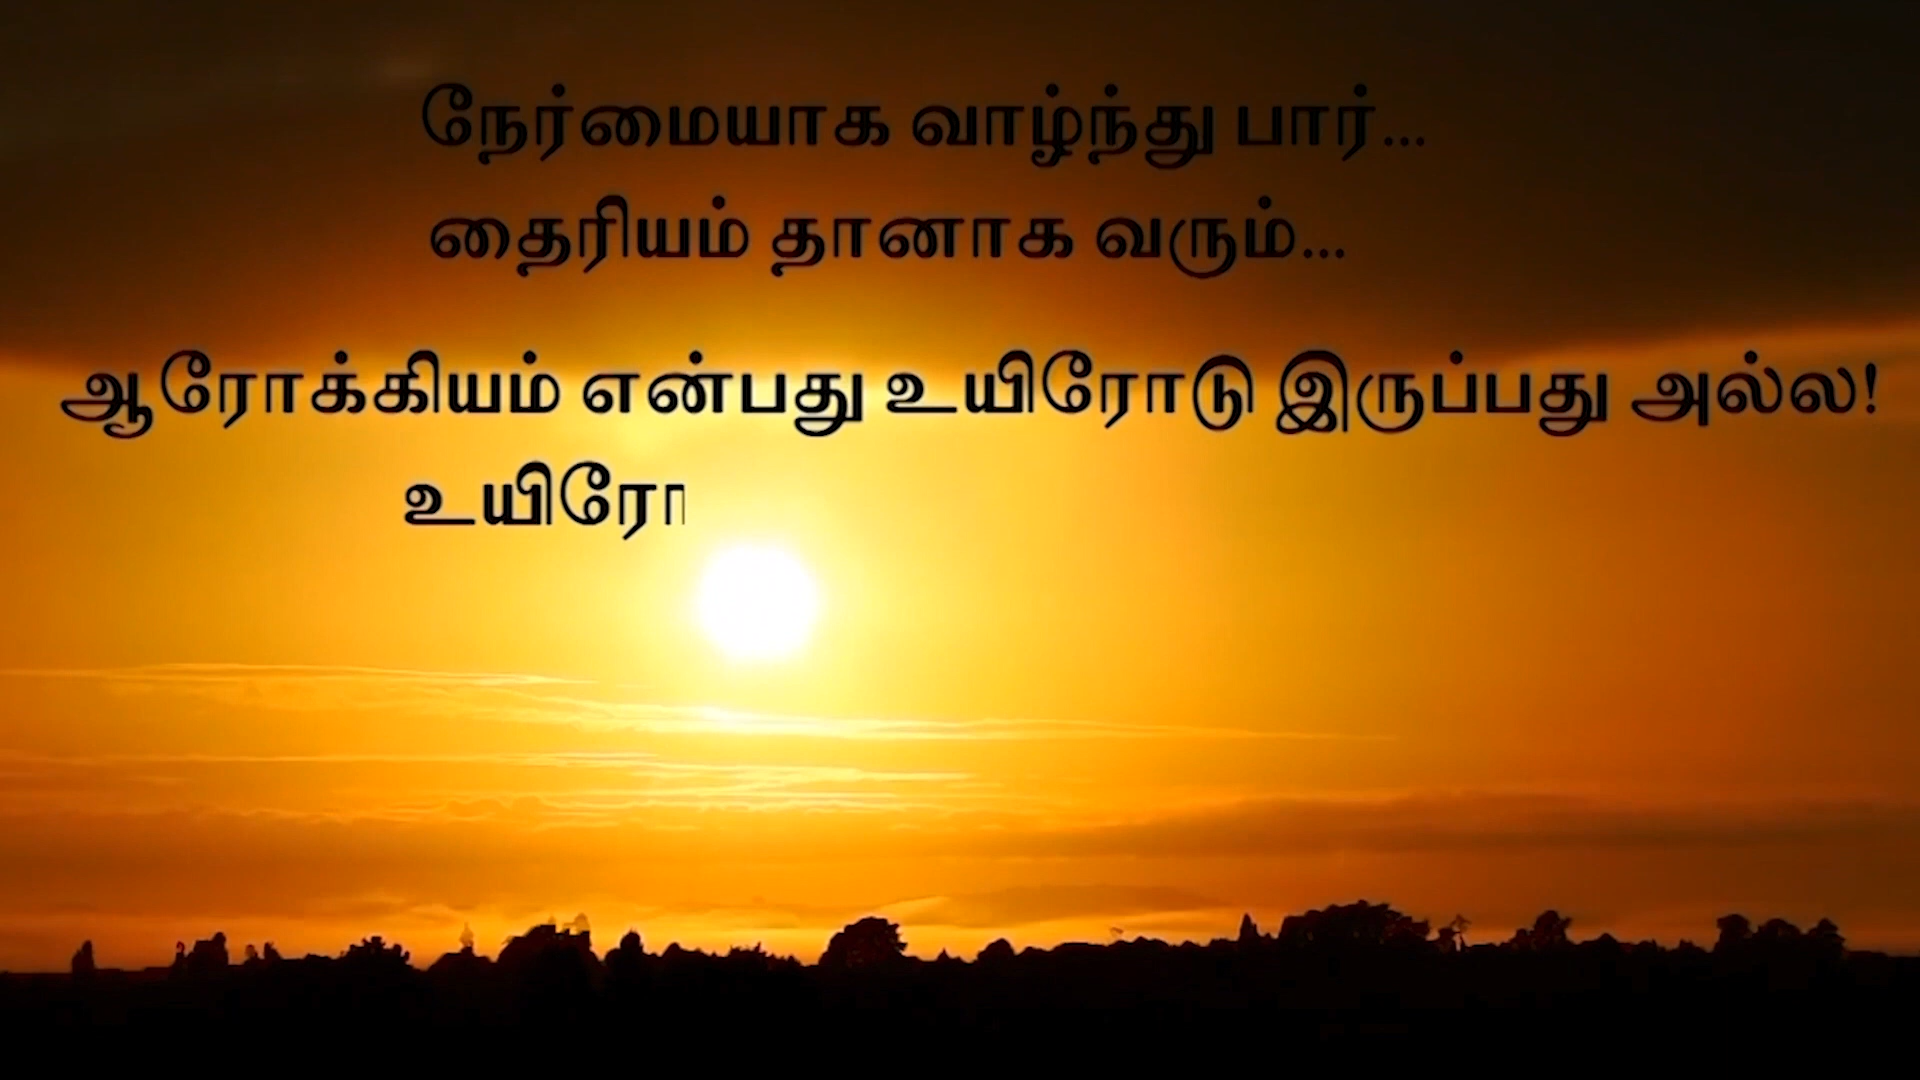 நேர்மையாக வாழ்ந்து பார்...
தைரியம் தானாக வரும்...
ஆரோக்கியம் என்பது உயிரோடு இருப்பது அல்ல!
உயிரோ